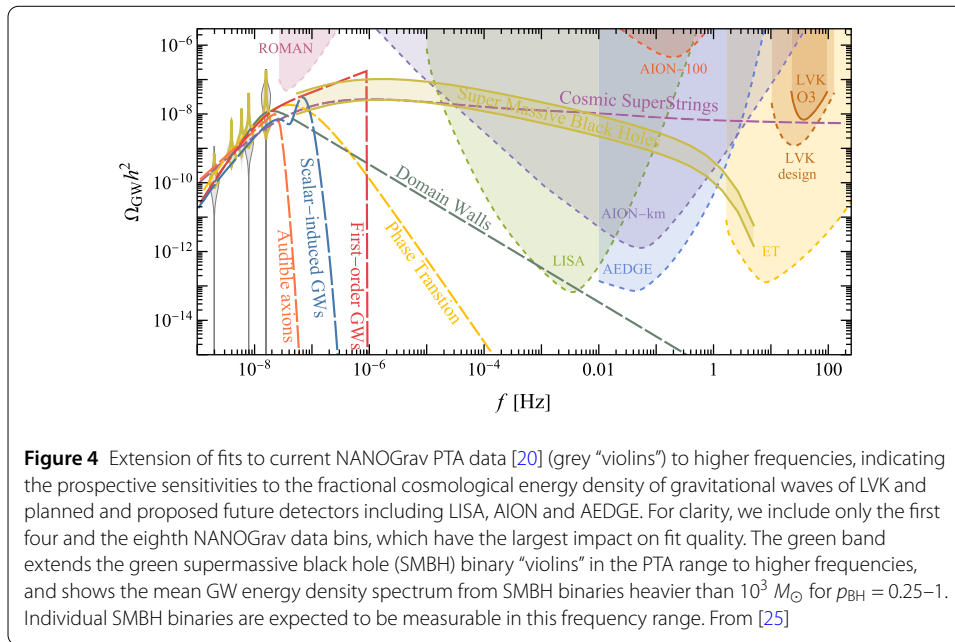 10⁻⁶
10⁻⁸
10⁻¹⁰
10⁻¹²
10⁻¹⁴
Ω_GW h²
ROMAN
AION−100
LVK
O3
Super Massive Black Holes
Cosmic SuperStrings
LVK
design
Domain Walls
AION−km
LISA
AEDGE
ET
Audible axions
Scalar−induced GWs
First−order GWs
Phase Transtion
10⁻⁸
10⁻⁶
10⁻⁴
0.01
1
100
f [Hz]
Figure 4 Extension of fits to current NANOGrav PTA data [20] (grey “violins”) to higher frequencies, indicating
the prospective sensitivities to the fractional cosmological energy density of gravitational waves of LVK and
planned and proposed future detectors including LISA, AION and AEDGE. For clarity, we include only the first
four and the eighth NANOGrav data bins, which have the largest impact on fit quality. The green band
extends the green supermassive black hole (SMBH) binary “violins” in the PTA range to higher frequencies,
and shows the mean GW energy density spectrum from SMBH binaries heavier than 10³ M⊙ for p_BH = 0.25–1.
Individual SMBH binaries are expected to be measurable in this frequency range. From [25]